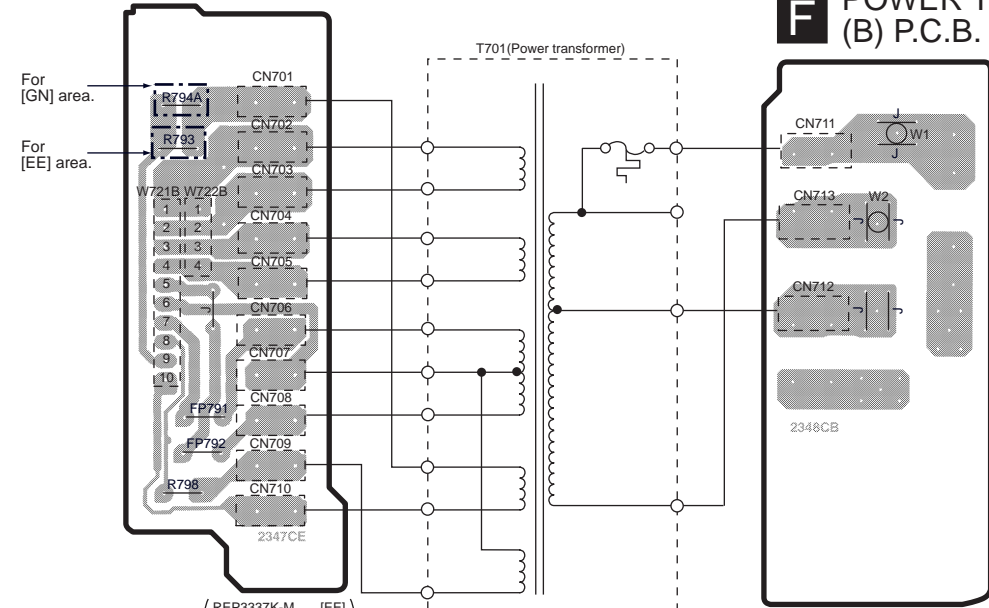 F
(B) P.C.B.
T701(Power transformer)
For
[GN] area.
For
[EE] area.
R794A
R793
CN701
CN702
CN703
CN704
CN705
CN706
CN707
CN708
CN709
CN710
W721B W722B
1 1
2 2
3 3
4 4
5
6
7
8
9
10
J
FP791
FP792
R798
2347CE
CN711
J
W1
J
CN713
W2
J J
CN712
J J
2348CB